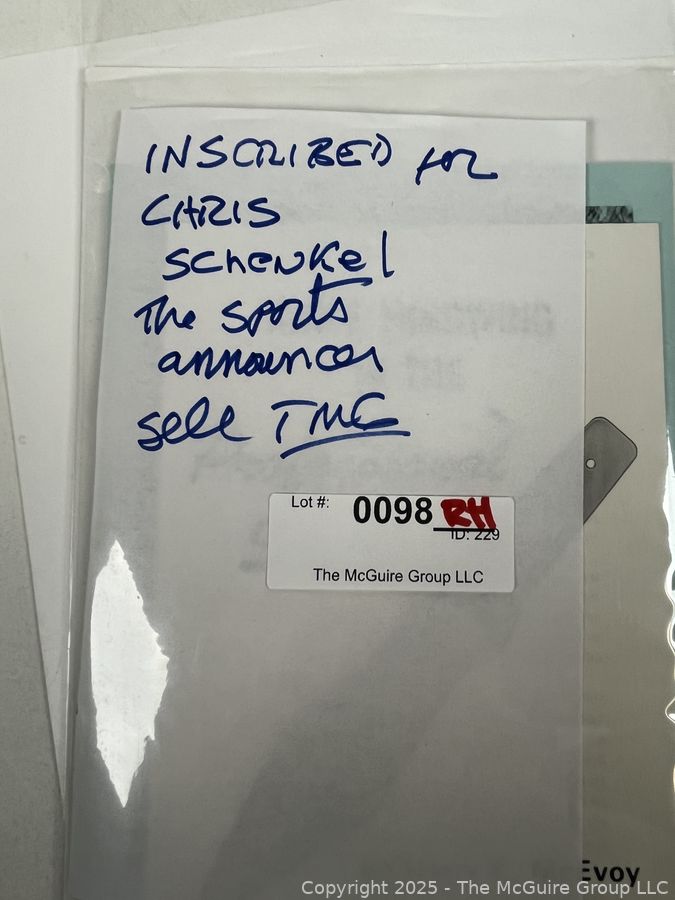 INSCRIBED for
CHRIS
Schenkel
The sports
announcer
sell TMG
Lot #: 0098 RH
ID: 229
The McGuire Group LLC
Evoy
Copyright 2025 - The McGuire Group LLC